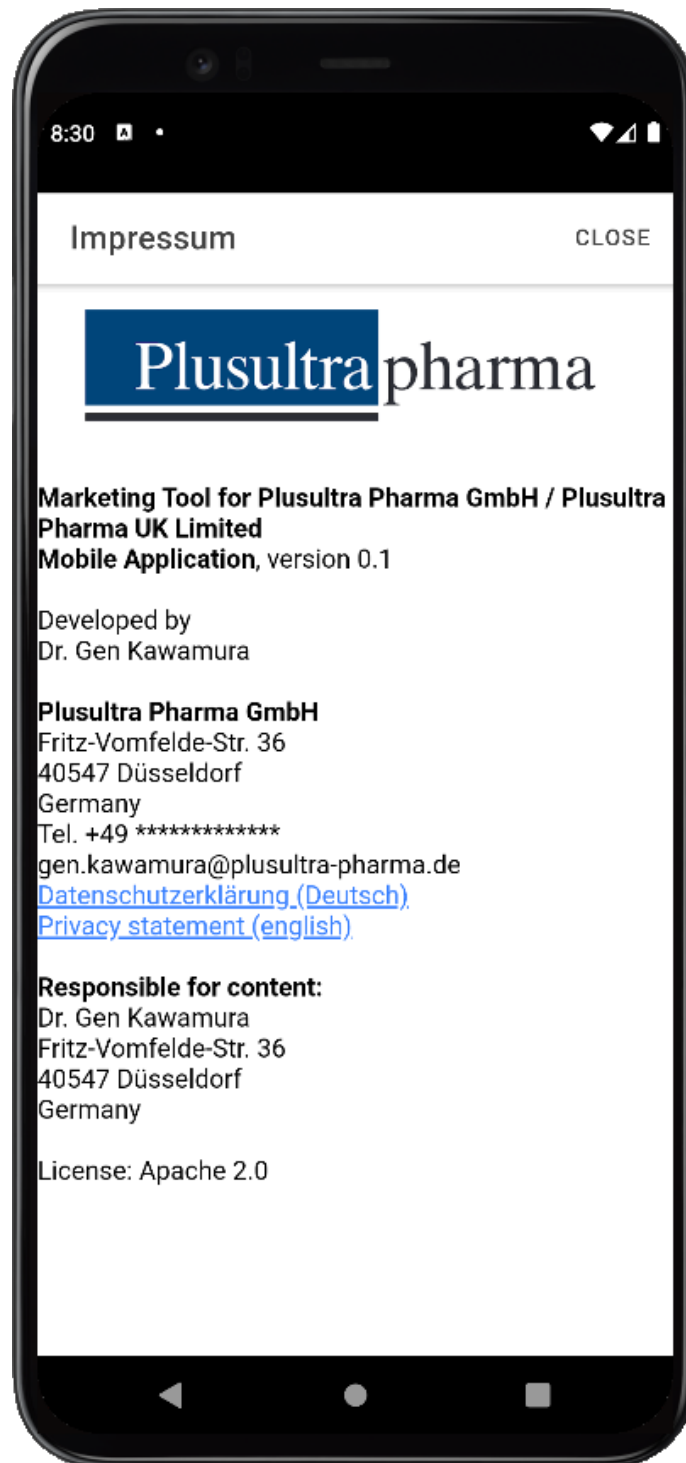 8:30
Impressum
CLOSE
Plusultra pharma
Marketing Tool for Plusultra Pharma GmbH / Plusultra
Pharma UK Limited
Mobile Application, version 0.1
Developed by
Dr. Gen Kawamura
Plusultra Pharma GmbH
Fritz-Vomfelde-Str. 36
40547 Düsseldorf
Germany
Tel. +49 *************
gen.kawamura@plusultra-pharma.de
Datenschutzerklärung (Deutsch)
Privacy statement (english)
Responsible for content:
Dr. Gen Kawamura
Fritz-Vomfelde-Str. 36
40547 Düsseldorf
Germany
License: Apache 2.0